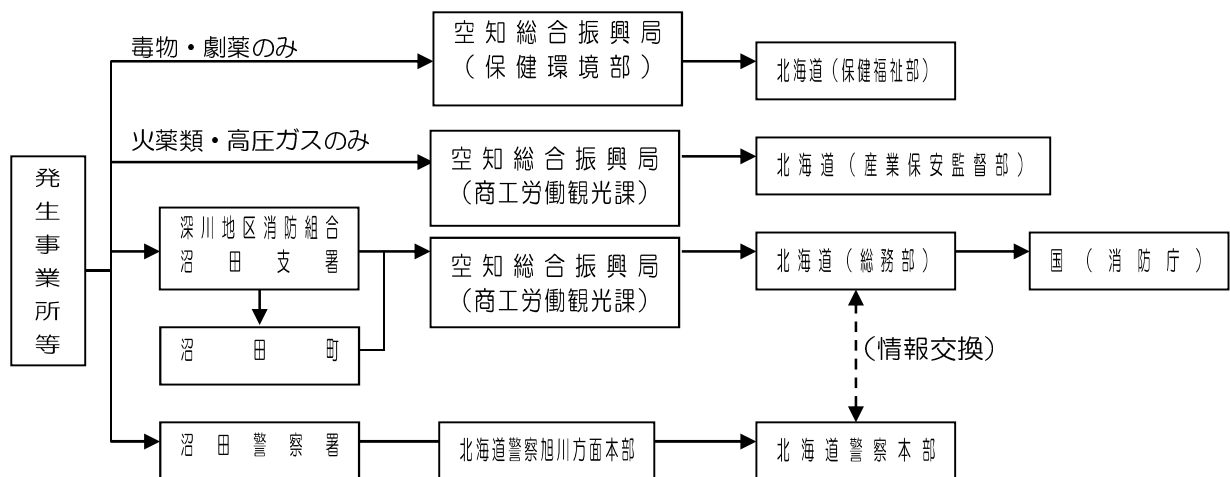 毒物・劇薬のみ
空知総合振興局
(保健環境部)
北海道(保健福祉部)
火薬類・高圧ガスのみ
空知総合振興局
(商工労働観光課)
北海道(産業保安監督部)
発生事業所等
深川地区消防組合
沼田支署
空知総合振興局
(商工労働観光課)
北海道(総務部)
国(消防庁)
沼田町
(情報交換)
沼田警察署
北海道警察旭川方面本部
北海道警察本部